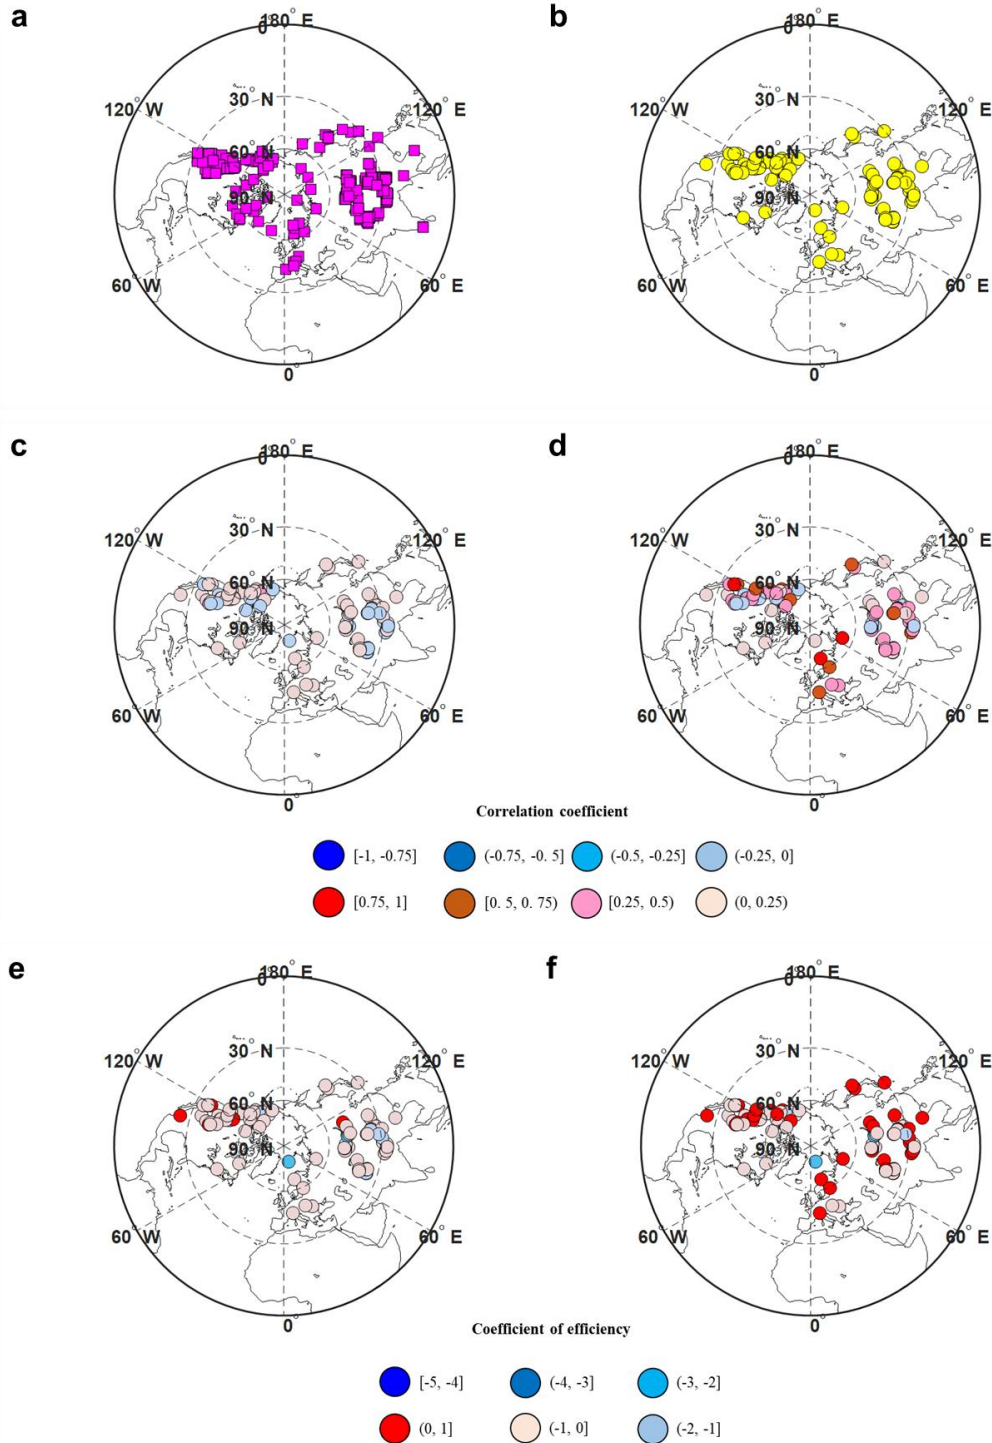 a b
180° E 180° E
0° 0°
120° W 30° N 120° E 120° W 30° N 120° E
60° N 60° N
90° N 90° N
60° W 60° E 60° W 60° E
0° 0°
c d
180° E 180° E
0° 0°
120° W 30° N 120° E 120° W 30° N 120° E
60° N 60° N
90° N 90° N
60° W 60° E 60° W 60° E
0° 0°
Correlation coefficient
[-1, -0.75] (-0.75, -0. 5] (-0.5, -0.25] (-0.25, 0]
[0.75, 1] [0. 5, 0. 75) [0.25, 0.5) (0, 0.25)
e f
180° E 180° E
0° 0°
120° W 30° N 120° E 120° W 30° N 120° E
60° N 60° N
90° N 90° N
60° W 60° E 60° W 60° E
0° 0°
Coefficient of efficiency
[-5, -4] (-4, -3] (-3, -2]
(0, 1] (-1, 0] (-2, -1]